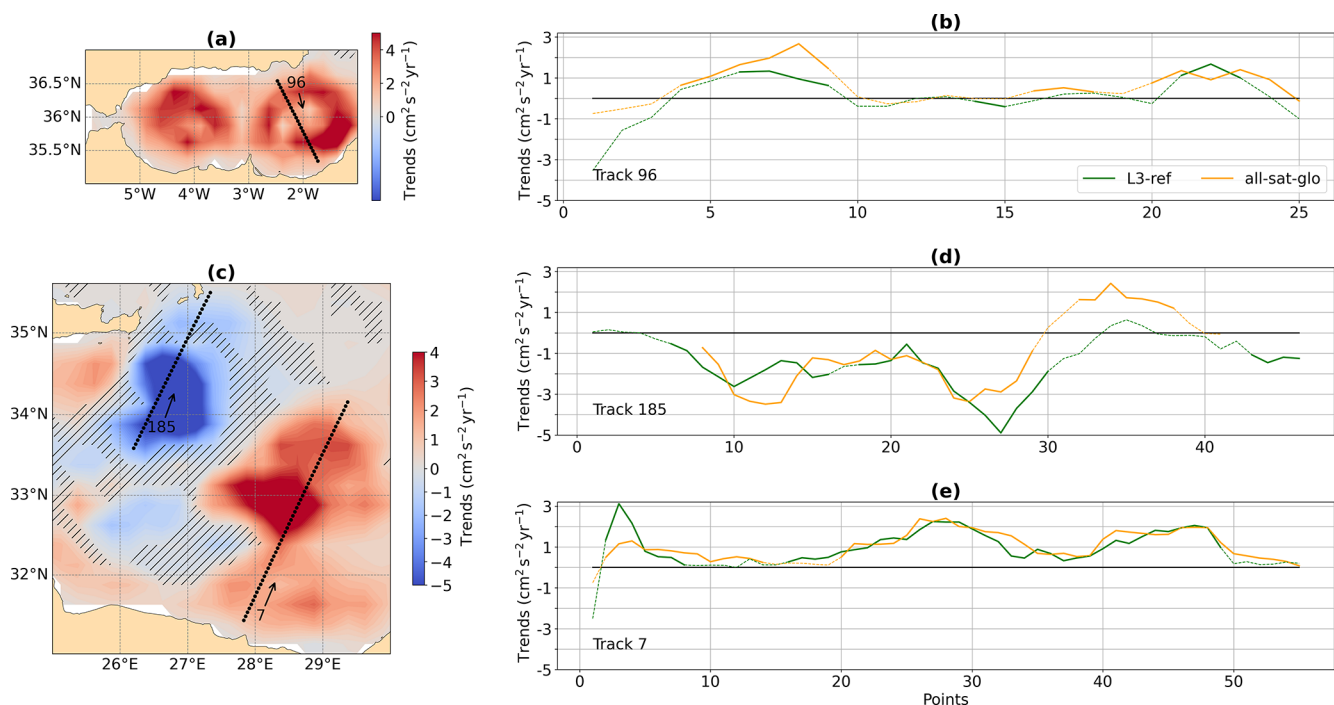 (a)
36.5°N
36°N
35.5°N
5°W 4°W 3°W 2°W
96
4
2
0
Trends (cm² s⁻² yr⁻¹)
(b)
3
1
-1
-3
-5
Trends (cm² s⁻² yr⁻¹)
Track 96
L3-ref all-sat-glo
0 5 10 15 20 25
(c)
35°N
34°N
33°N
32°N
26°E 27°E 28°E 29°E
185
7
4
3
2
1
0
−1
−2
−3
−4
−5
Trends (cm² s⁻² yr⁻¹)
(d)
3
1
-1
-3
-5
Trends (cm² s⁻² yr⁻¹)
Track 185
0 10 20 30 40
(e)
3
1
-1
-3
-5
Trends (cm² s⁻² yr⁻¹)
Track 7
0 10 20 30 40 50
Points